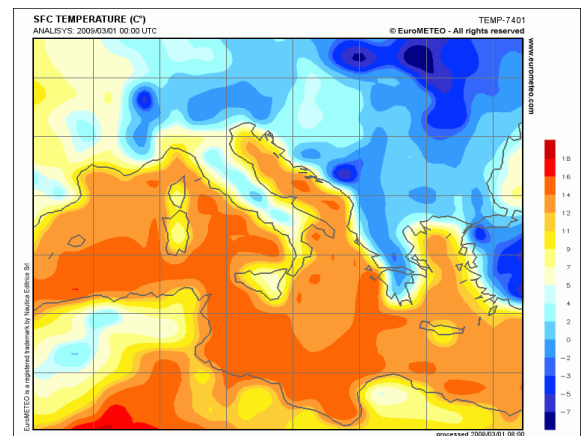 SFC TEMPERATURE (C°)
TEMP-7401
ANALISYS: 2009/03/01 00:00 UTC
© EuroMETEO - All rights reserved
www.eurometeo.com
18
16
14
12
11
9
7
5
4
2
0
−2
−3
−5
−7
EuroMETEO is a registered trademark by Nautica Editrice Srl
processed 2009/03/01 08:00